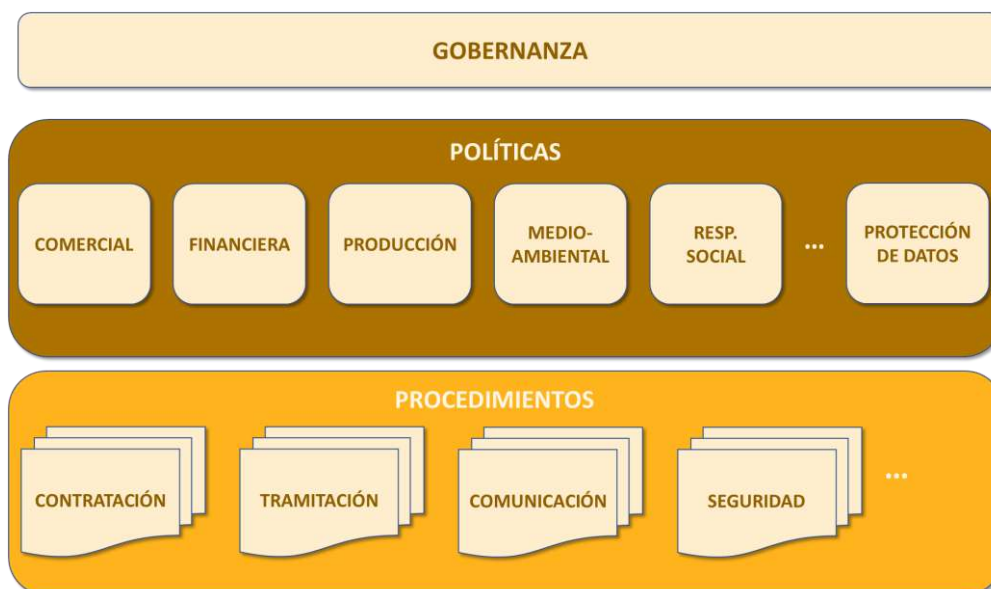 GOBERNANZA
POLÍTICAS
COMERCIAL
FINANCIERA
PRODUCCIÓN
MEDIO-
AMBIENTAL
RESP.
SOCIAL
...
PROTECCIÓN
DE DATOS
PROCEDIMIENTOS
CONTRATACIÓN
TRAMITACIÓN
COMUNICACIÓN
SEGURIDAD
...